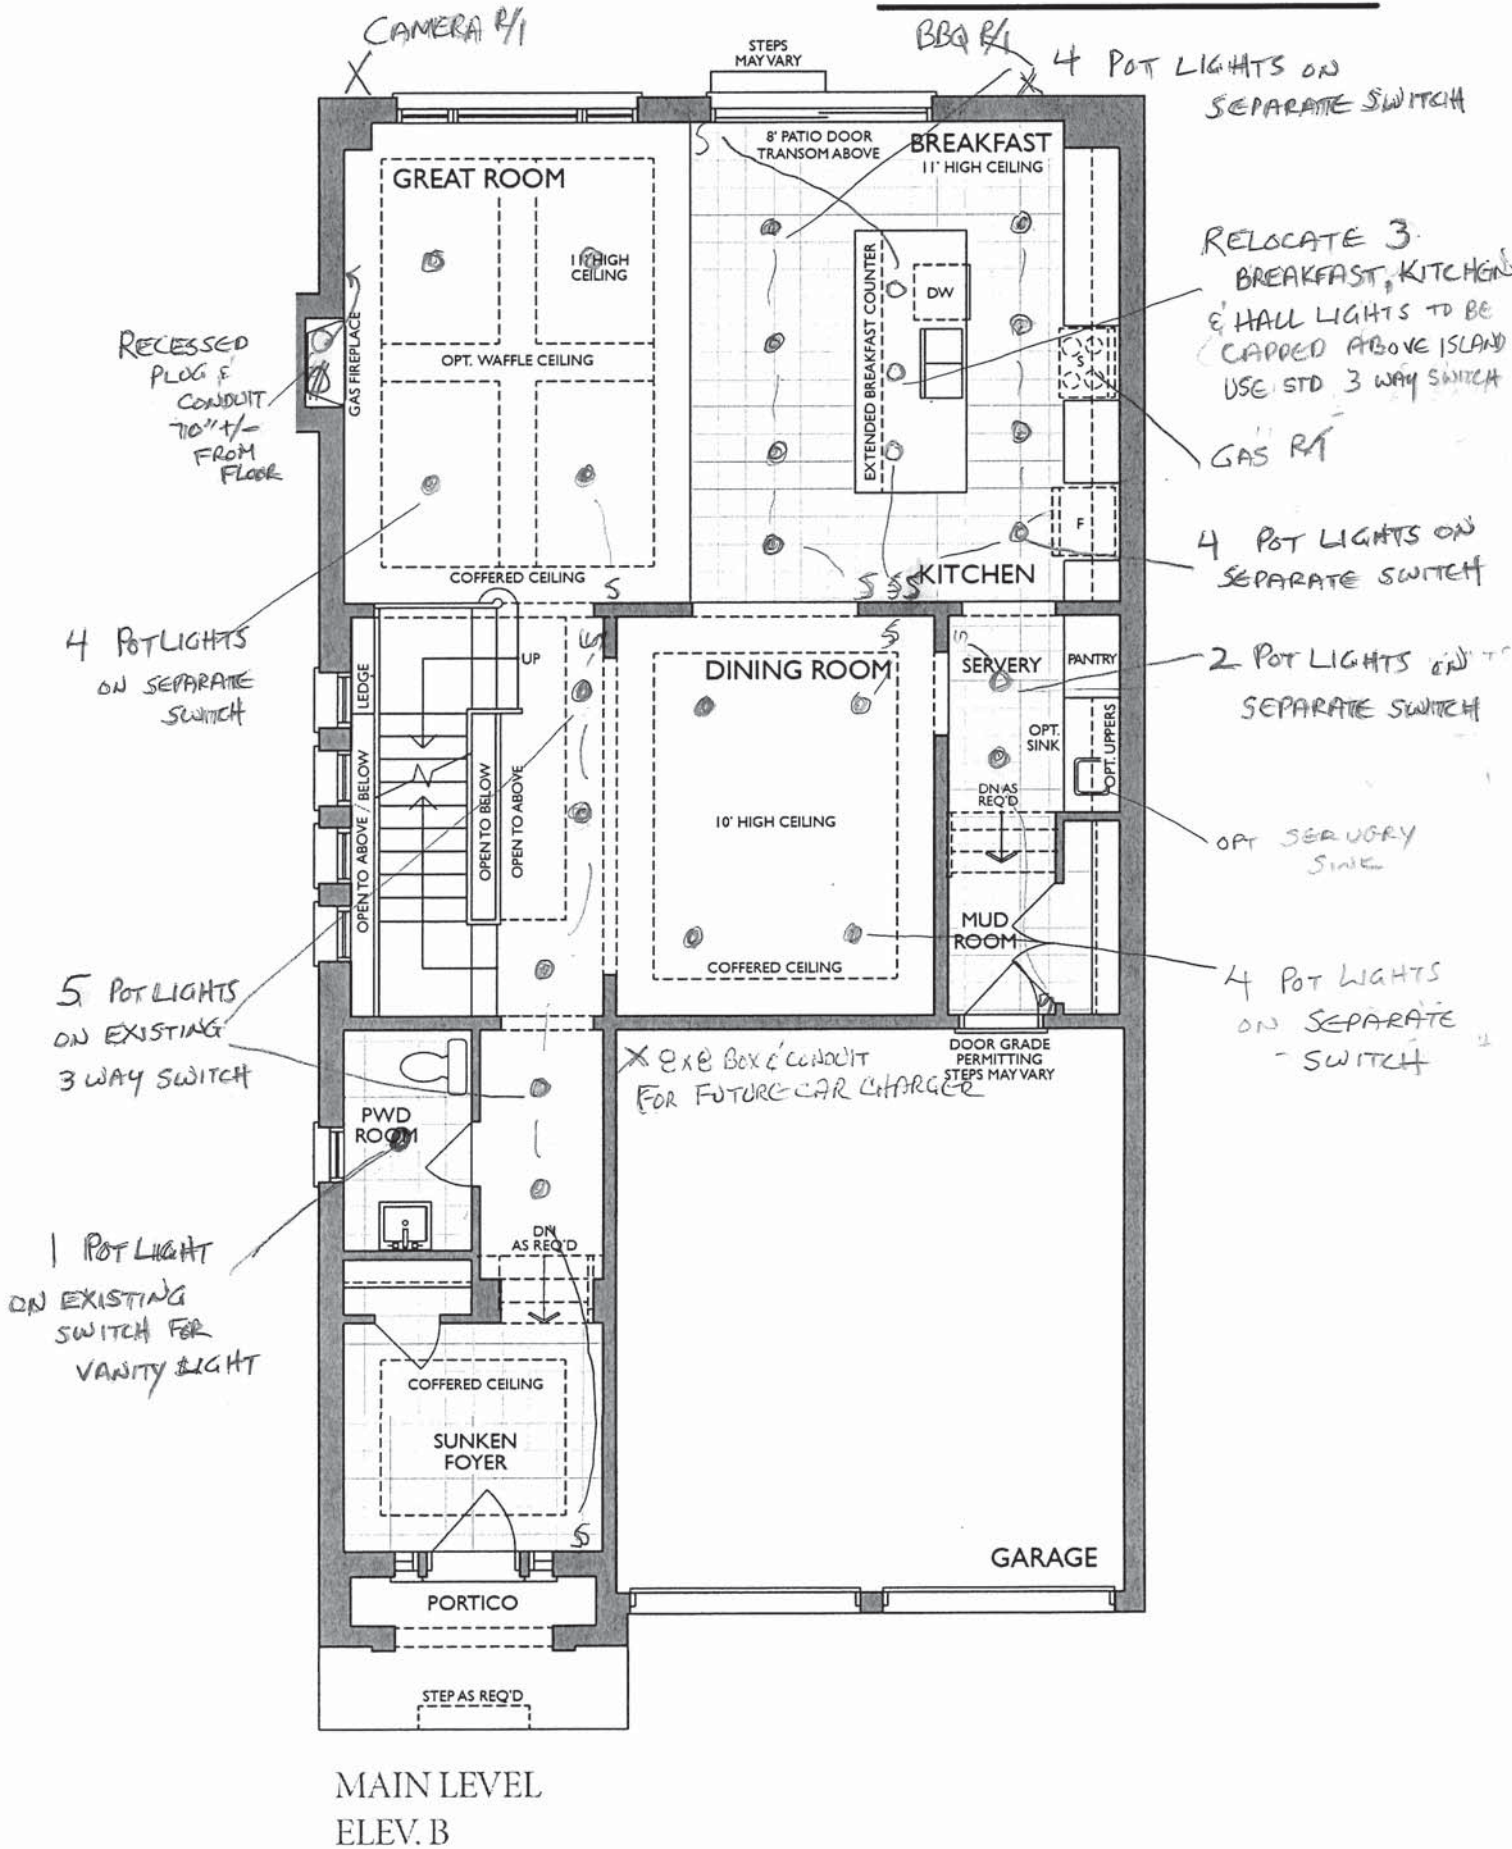 CAMERA R/I
BBQ R/I
STEPS
MAY VARY
4 POT LIGHTS ON
SEPARATE SWITCH
8' PATIO DOOR
TRANSOM ABOVE
BREAKFAST
11' HIGH CEILING
GREAT ROOM
11' HIGH
CEILING
OPT. WAFFLE CEILING
COFFERED CEILING
GAS FIREPLACE
RECESSED
PLUG &
CONDUIT
70" +/-
FROM
FLOOR
EXTENDED BREAKFAST COUNTER
DW
RELOCATE 3
BREAKFAST, KITCHEN
& HALL LIGHTS TO BE
CAPPED ABOVE ISLAND
USE STD 3 WAY SWITCH
S
GAS R/I
F
4 POT LIGHTS ON
SEPARATE SWITCH
S
S
S S S
KITCHEN
4 POT LIGHTS
ON SEPARATE
SWITCH
UP
LEDGE
OPEN TO ABOVE / BELOW
OPEN TO BELOW
OPEN TO ABOVE
S
S
DINING ROOM
10' HIGH CEILING
COFFERED CEILING
S
SERVERY
PANTRY
2 POT LIGHTS ON
SEPARATE SWITCH
OPT.
SINK
OPT. UPPERS
DN AS
REQ'D
OPT SERVERY
SINK
MUD
ROOM
4 POT LIGHTS
ON SEPARATE
SWITCH
5 POT LIGHTS
ON EXISTING
3 WAY SWITCH
DOOR GRADE
PERMITTING
STEPS MAY VARY
X 8x8 BOX & CONDUIT
FOR FUTURE CAR CHARGER
PWD
ROOM
1 POT LIGHT
ON EXISTING
SWITCH FOR
VANITY LIGHT
DN
AS REQ'D
COFFERED CEILING
SUNKEN
FOYER
S
GARAGE
PORTICO
STEP AS REQ'D
MAIN LEVEL
ELEV. B